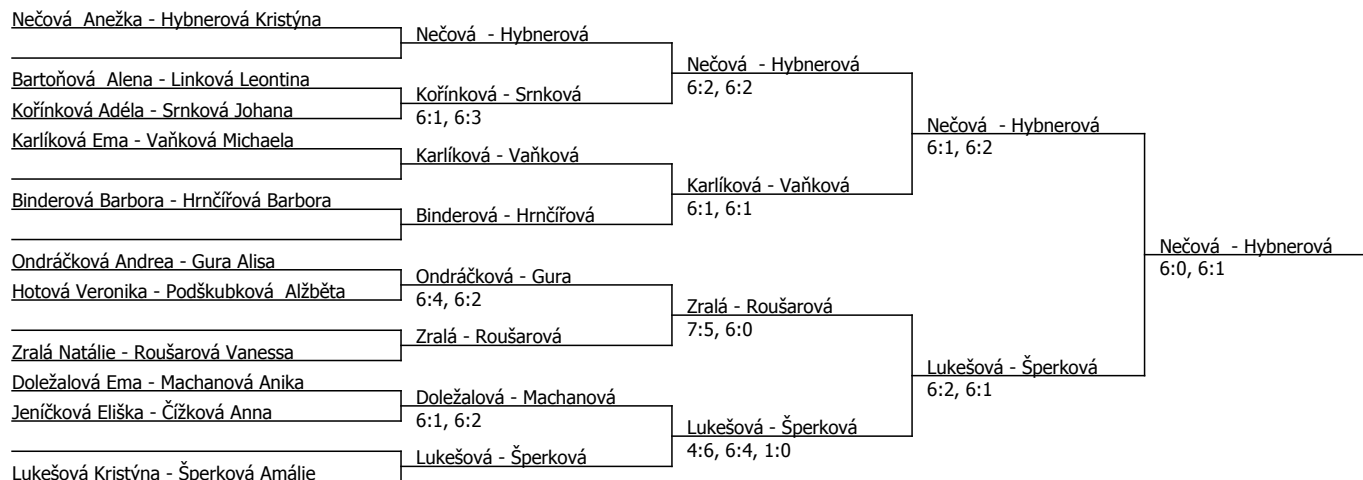 Nečová  Anežka - Hybnerová Kristýna
Bartoňová  Alena - Linková Leontina
Kořínková Adéla - Srnková Johana
Karlíková Ema - Vaňková Michaela
Binderová Barbora - Hrnčířová Barbora
Ondráčková Andrea - Gura Alisa
Hotová Veronika - Podškubková  Alžběta
Zralá Natálie - Roušarová Vanessa
Doležalová Ema - Machanová Anika
Jeníčková Eliška - Čížková Anna
Lukešová Kristýna - Šperková Amálie
Nečová  - Hybnerová
Kořínková - Srnková
6:1, 6:3
Karlíková - Vaňková
Binderová - Hrnčířová
Ondráčková - Gura
6:4, 6:2
Zralá - Roušarová
Doležalová - Machanová
6:1, 6:2
Lukešová - Šperková
Nečová  - Hybnerová
6:2, 6:2
Karlíková - Vaňková
6:1, 6:1
Zralá - Roušarová
7:5, 6:0
Lukešová - Šperková
4:6, 6:4, 1:0
Nečová  - Hybnerová
6:1, 6:2
Lukešová - Šperková
6:2, 6:1
Nečová  - Hybnerová
6:0, 6:1